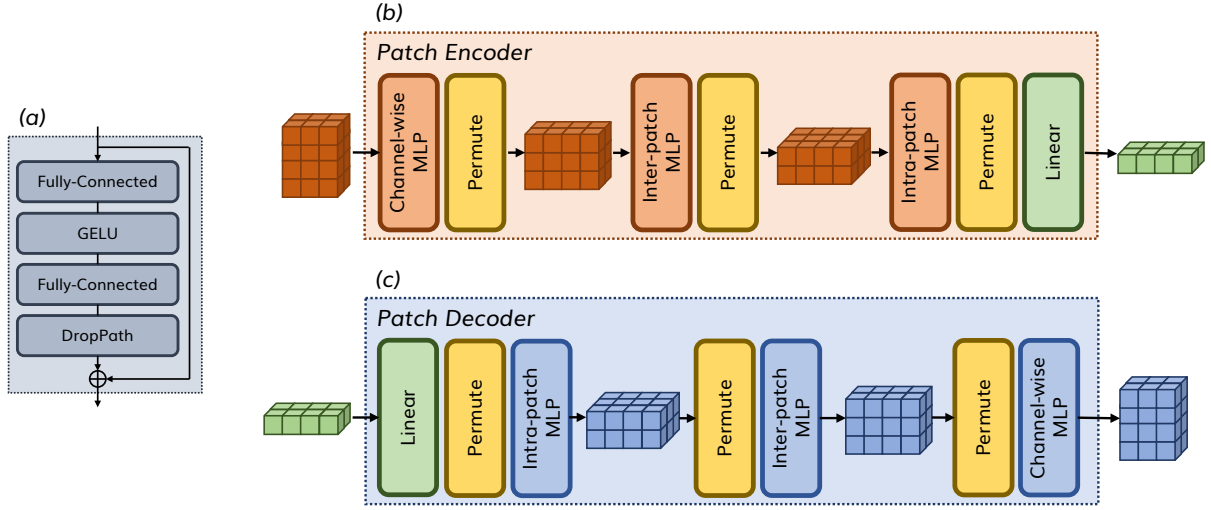 (a)
Fully-Connected
GELU
Fully-Connected
DropPath
(b)
Patch Encoder
Channel-wise
MLP
Permute
Inter-patch
MLP
Permute
Intra-patch
MLP
Permute
Linear
(c)
Patch Decoder
Linear
Permute
Intra-patch
MLP
Permute
Inter-patch
MLP
Permute
Channel-wise
MLP